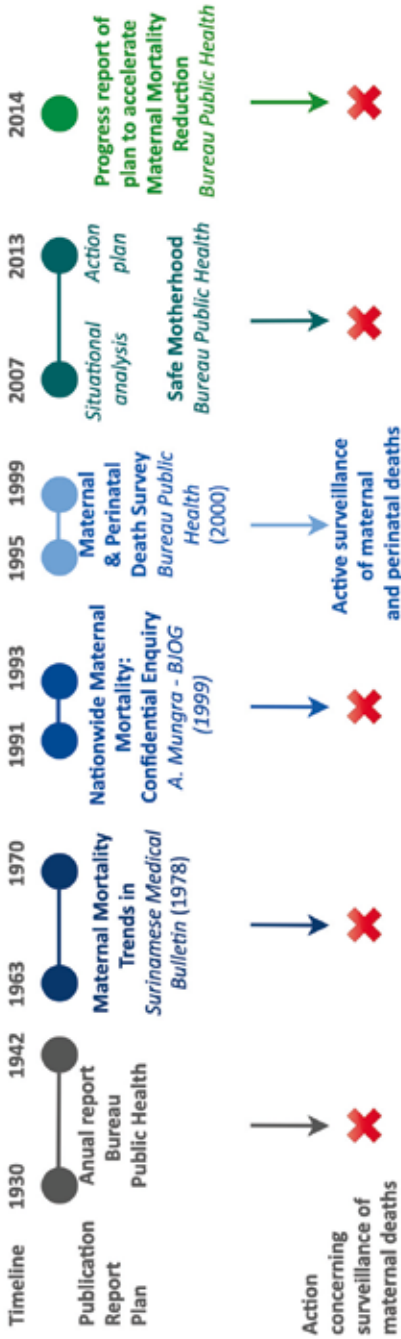 Timeline
1930
1942
1963
1970
1991
1993
1995
1999
2007
2013
2014
Publication
Report
Plan
Anual report
Bureau
Public Health
Maternal Mortality
Trends in
Surinamese Medical
Bulletin (1978)
Nationwide Maternal
Mortality:
Confidential Enquiry
A. Mungra - BJOG
(1999)
Maternal
& Perinatal
Death Survey
Bureau Public
Health
(2000)
Situational
analysis
Action
plan
Safe Motherhood
Bureau Public Health
Progress report of
plan to accelerate
Maternal Mortality
Reduction
Bureau Public Health
Action
concerning
surveillance of
maternal deaths
Active surveillance
of maternal
and perinatal deaths